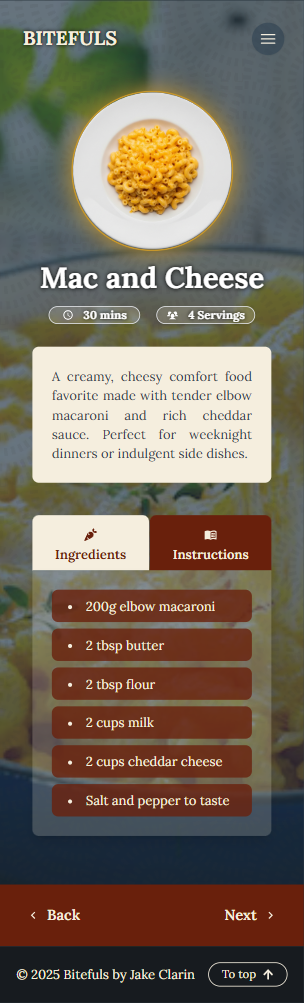 BITEFULS
Mac and Cheese
30 mins
4 Servings
A creamy, cheesy comfort food
favorite made with tender elbow
macaroni and rich cheddar
sauce. Perfect for weeknight
dinners or indulgent side dishes.
Ingredients
Instructions
• 200g elbow macaroni
• 2 tbsp butter
• 2 tbsp flour
• 2 cups milk
• 2 cups cheddar cheese
• Salt and pepper to taste
Back
Next
© 2025 Bitefuls by Jake Clarin
To top